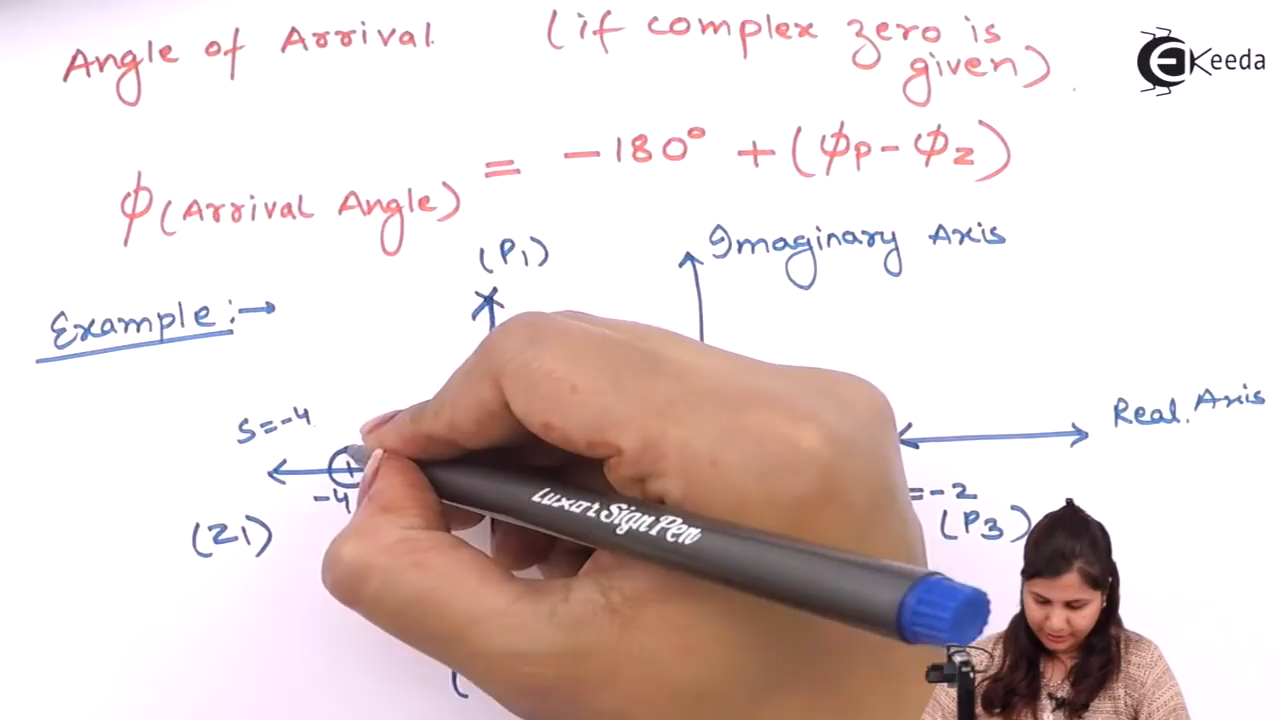 Angle of Arrival (if complex zero is given)
EKeeda
ϕ(Arrival Angle) = -180° + (ϕP - ϕZ)
(P1)
Imaginary Axis
Example:→
S=-4
Real Axis
-4
=-2
(Z1)
(P3)
Luxor Sign Pen
(